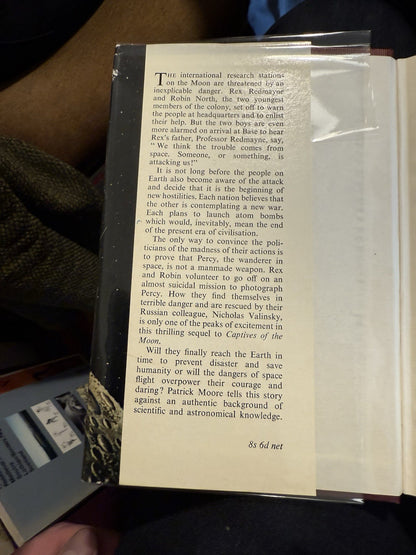 THE international research stations
on the Moon are threatened by an
inexplicable danger. Rex Redmayne
and Robin North, the two youngest
members of the colony, set off to warn
the people at headquarters and to enlist
their help. But the two boys are even
more alarmed on arrival at Base to hear
Rex's father, Professor Redmayne, say,
"We think the trouble comes from
space. Someone, or something, is
attacking us!"
It is not long before the people on
Earth also become aware of the attack
and decide that it is the beginning of
new hostilities. Each nation believes that
the other is contemplating a new war.
Each plans to launch atom bombs
which would, inevitably, mean the end
of the present era of civilisation.
The only way to convince the poli-
ticians of the madness of their actions is
to prove that Percy, the wanderer in
space, is not a manmade weapon. Rex
and Robin volunteer to go off on an
almost suicidal mission to photograph
Percy. How they find themselves in
terrible danger and are rescued by their
Russian colleague, Nicholas Valinsky,
is only one of the peaks of excitement in
this thrilling sequel to Captives of the
Moon.
Will they finally reach the Earth in
time to prevent disaster and save
humanity or will the dangers of space
flight overpower their courage and
daring? Patrick Moore tells this story
against an authentic background of
scientific and astronomical knowledge.
8s 6d net